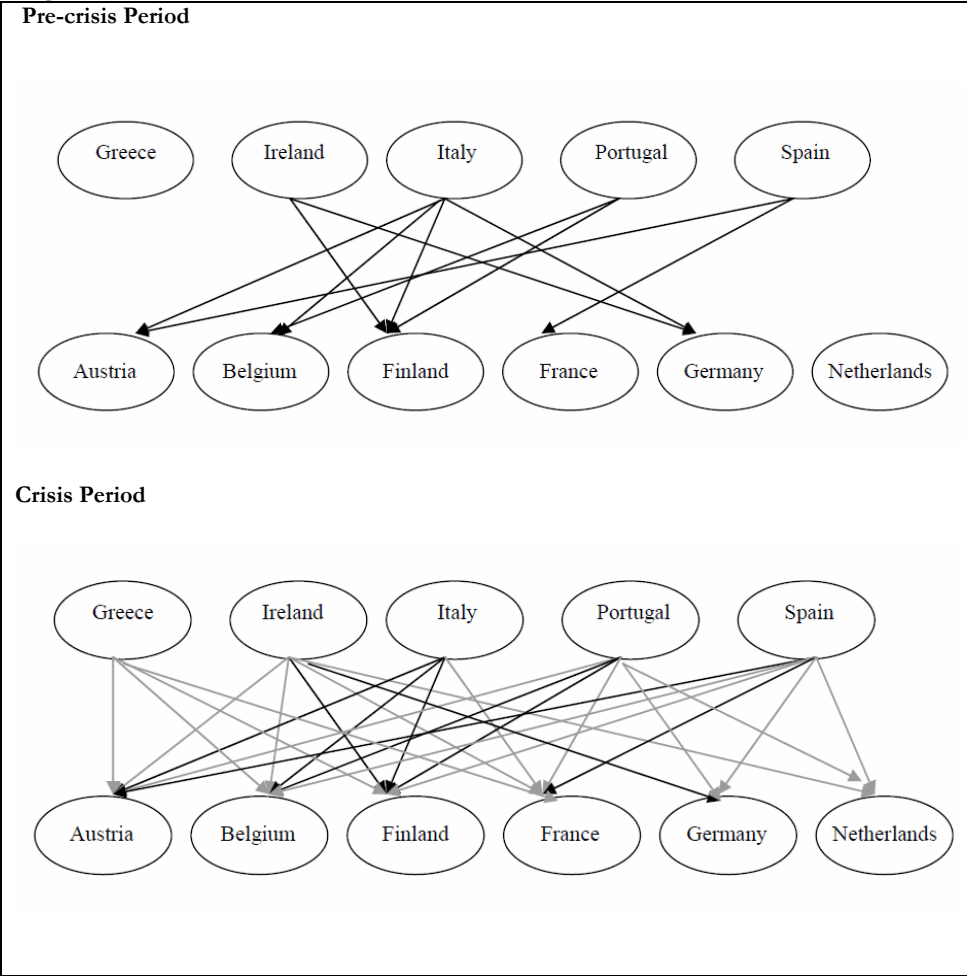 Pre-crisis Period
Greece Ireland Italy Portugal Spain
Austria Belgium Finland France Germany Netherlands
Crisis Period
Greece Ireland Italy Portugal Spain
Austria Belgium Finland France Germany Netherlands